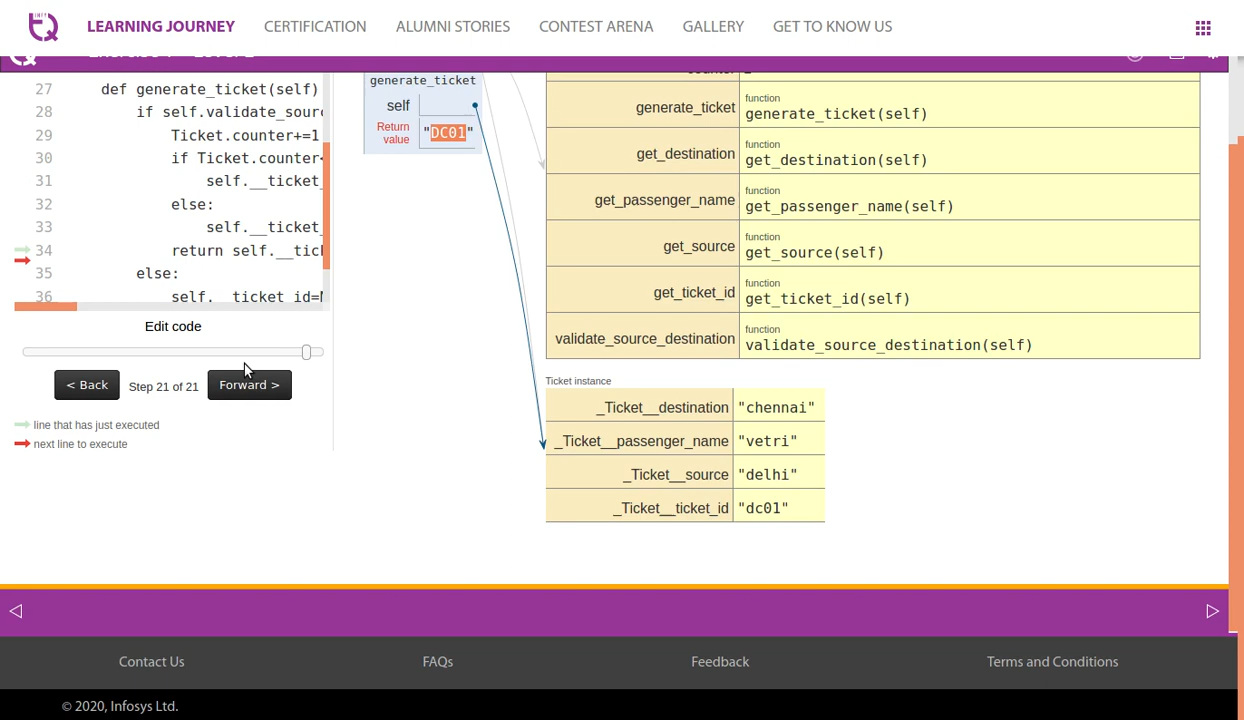 LEARNING JOURNEY CERTIFICATION ALUMNI STORIES CONTEST ARENA GALLERY GET TO KNOW US
27 def generate_ticket(self)
28 if self.validate_sour
29 Ticket.counter+=1
30 if Ticket.counter<
31 self.__ticket_
32 else:
33 self.__ticket_
34 return self.__tic
35 else:
36 self.__ticket_id=
Edit code
< Back Step 21 of 21 Forward >
line that has just executed
next line to execute
generate_ticket
self
Return
value "DC01"
function
generate_ticket generate_ticket(self)
function
get_destination get_destination(self)
function
get_passenger_name get_passenger_name(self)
function
get_source get_source(self)
function
get_ticket_id get_ticket_id(self)
function
validate_source_destination validate_source_destination(self)
Ticket instance
_Ticket__destination "chennai"
_Ticket__passenger_name "vetri"
_Ticket__source "delhi"
_Ticket__ticket_id "dc01"
Contact Us FAQs Feedback Terms and Conditions
© 2020, Infosys Ltd.